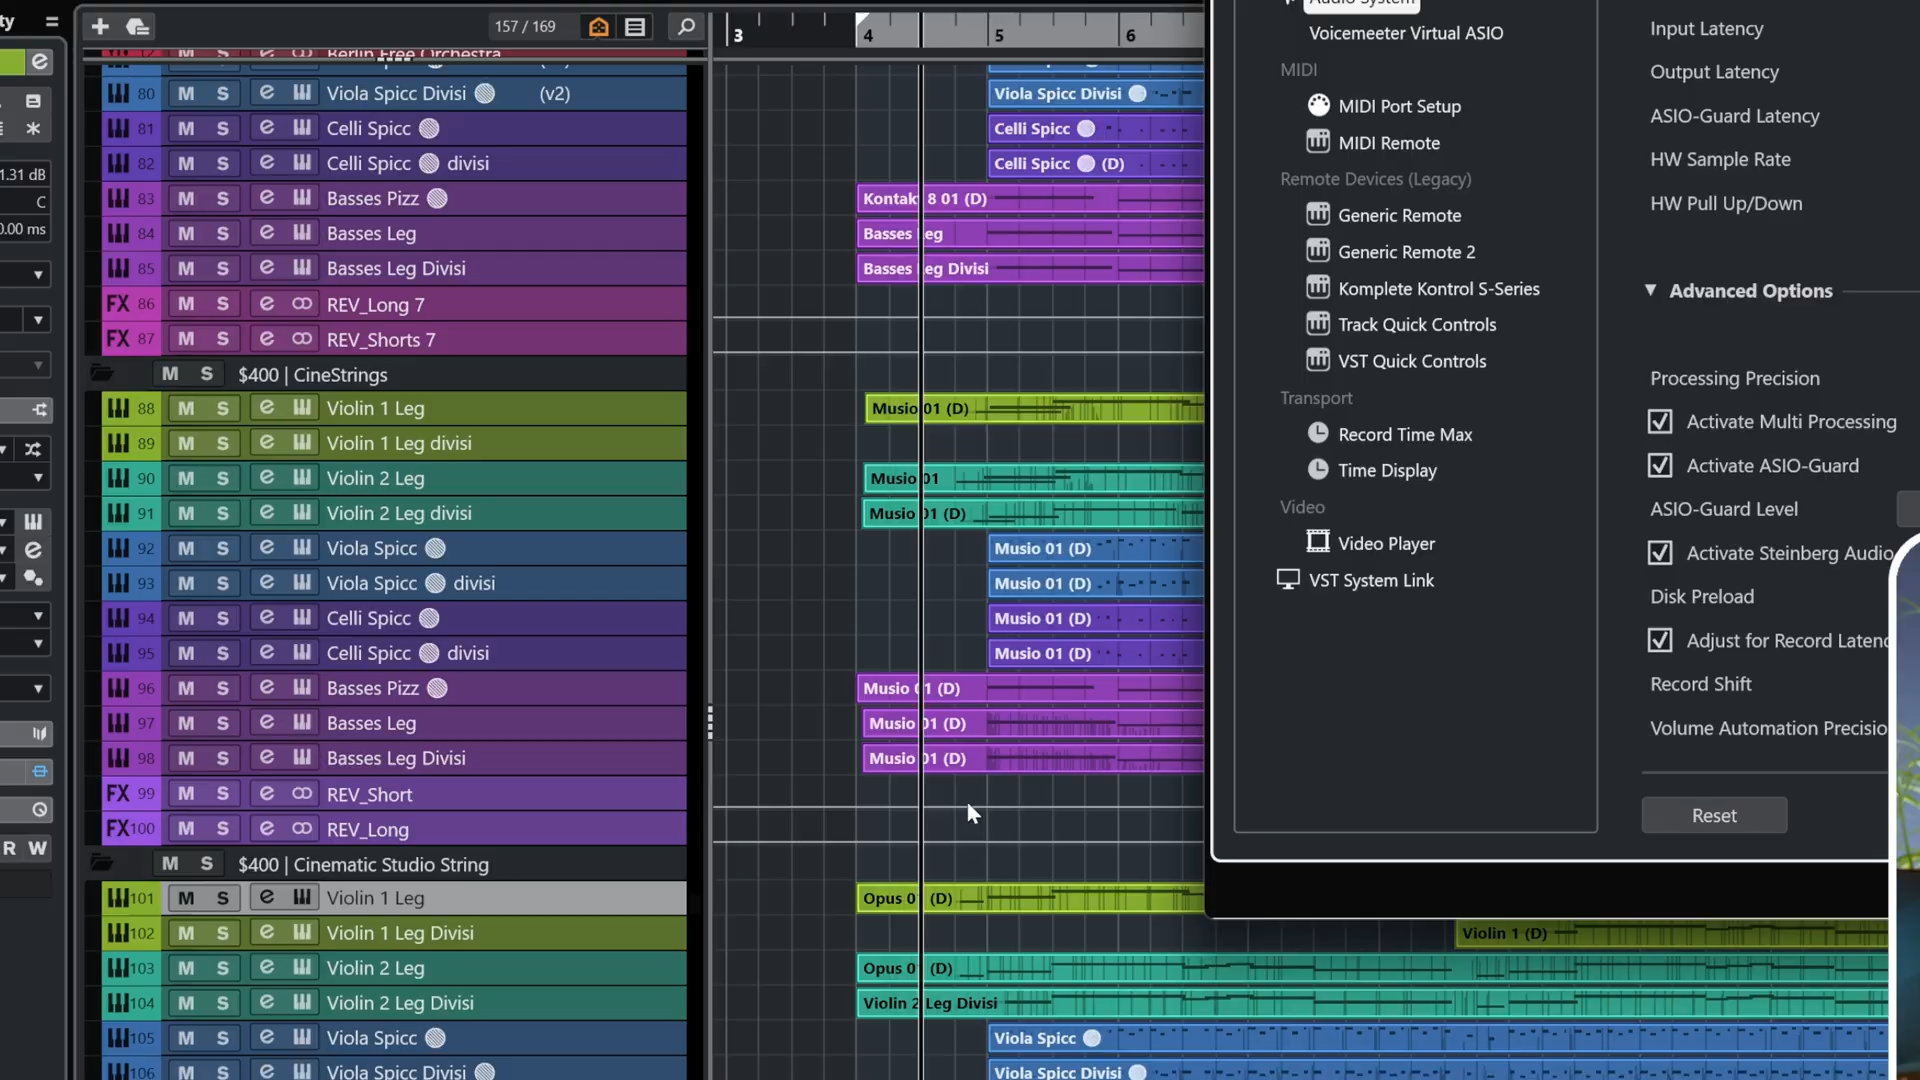 ty
157 / 169
3
4
5
6
Berlin Free Orchestra
80 M S e Viola Spicc Divisi (v2)
81 M S e Celli Spicc
82 M S e Celli Spicc divisi
83 M S e Basses Pizz
84 M S e Basses Leg
85 M S e Basses Leg Divisi
FX 86 M S e REV_Long 7
FX 87 M S e REV_Shorts 7
M S $400 | CineStrings
88 M S e Violin 1 Leg
89 M S e Violin 1 Leg divisi
90 M S e Violin 2 Leg
91 M S e Violin 2 Leg divisi
92 M S e Viola Spicc
93 M S e Viola Spicc divisi
94 M S e Celli Spicc
95 M S e Celli Spicc divisi
96 M S e Basses Pizz
97 M S e Basses Leg
98 M S e Basses Leg Divisi
FX 99 M S e REV_Short
FX100 M S e REV_Long
M S $400 | Cinematic Studio String
101 M S e Violin 1 Leg
102 M S e Violin 1 Leg Divisi
103 M S e Violin 2 Leg
104 M S e Violin 2 Leg Divisi
105 M S e Viola Spicc
106 M S e Viola Spicc Divisi
e
1.31 dB
C
0.00 ms
e
R W
Viola Spicc Divisi
Celli Spicc
Celli Spicc (D)
Kontakt 8 01 (D)
Basses Leg
Basses Leg Divisi
Musio 01 (D)
Musio 01
Musio 01 (D)
Musio 01 (D)
Musio 01 (D)
Musio 01 (D)
Musio 01 (D)
Musio 01 (D)
Musio 01 (D)
Musio 01 (D)
Opus 01 (D)
Violin 1 (D)
Opus 01 (D)
Violin 2 Leg Divisi
Viola Spicc
Viola Spicc Divisi
Audio System
Voicemeeter Virtual ASIO
MIDI
MIDI Port Setup
MIDI Remote
Remote Devices (Legacy)
Generic Remote
Generic Remote 2
Komplete Kontrol S-Series
Track Quick Controls
VST Quick Controls
Transport
Record Time Max
Time Display
Video
Video Player
VST System Link
Input Latency
Output Latency
ASIO-Guard Latency
HW Sample Rate
HW Pull Up/Down
Advanced Options
Processing Precision
Activate Multi Processing
Activate ASIO-Guard
ASIO-Guard Level
Activate Steinberg Audio
Disk Preload
Adjust for Record Latenc
Record Shift
Volume Automation Precisio
Reset